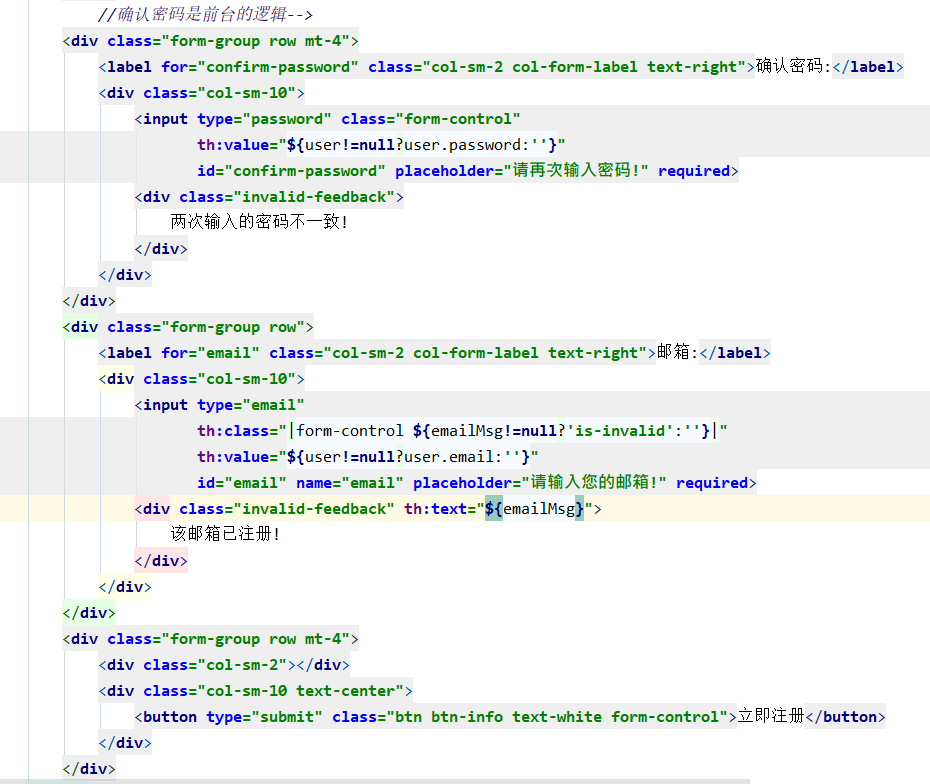 //确认密码是前台的逻辑-->
<div class="form-group row mt-4">
<label for="confirm-password" class="col-sm-2 col-form-label text-right">确认密码:</label>
<div class="col-sm-10">
<input type="password" class="form-control"
th:value="${user!=null?user.password:''}"
id="confirm-password" placeholder="请再次输入密码!" required>
<div class="invalid-feedback">
两次输入的密码不一致!
</div>
</div>
</div>
<div class="form-group row">
<label for="email" class="col-sm-2 col-form-label text-right">邮箱:</label>
<div class="col-sm-10">
<input type="email"
th:class="|form-control ${emailMsg!=null?'is-invalid':''}|"
th:value="${user!=null?user.email:''}"
id="email" name="email" placeholder="请输入您的邮箱!" required>
<div class="invalid-feedback" th:text="${emailMsg}">
该邮箱已注册!
</div>
</div>
</div>
<div class="form-group row mt-4">
<div class="col-sm-2"></div>
<div class="col-sm-10 text-center">
<button type="submit" class="btn btn-info text-white form-control">立即注册</button>
</div>
</div>